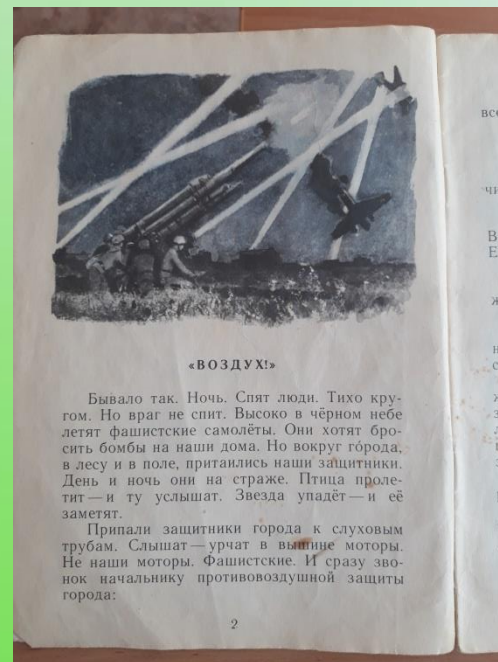 «ВОЗДУХ!»
Бывало так. Ночь. Спят люди. Тихо кру-
гом. Но враг не спит. Высоко в чёрном небе
летят фашистские самолёты. Они хотят бро-
сить бомбы на наши дома. Но вокруг го́рода,
в лесу и в поле, притаились наши защитники.
День и ночь они на страже. Птица проле-
тит — и ту услышат. Звезда упадёт — и её
заметят.
Припали защитники города к слуховым
трубам. Слышат — урчат в вышине моторы.
Не наши моторы. Фашистские. И сразу зво-
нок начальнику противовоздушной защиты
города:
2